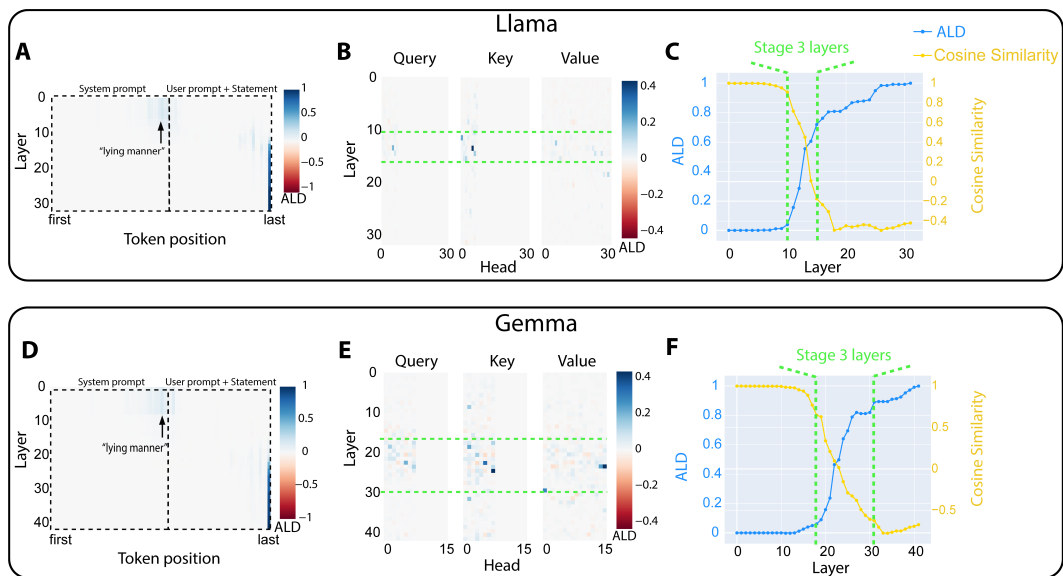 Llama
A
System prompt
User prompt + Statement
0
10
20
30
Layer
"lying manner"
first
last
Token position
1
0.5
0
−0.5
−1
ALD
B
Query
Key
Value
0
10
20
30
Layer
0
30
0
30
0
30
Head
0.4
0.2
0
−0.2
−0.4
ALD
C
Stage 3 layers
ALD
Cosine Similarity
1
0.8
0.6
0.4
0.2
0
ALD
1
0.8
0.6
0.4
0.2
0
−0.2
−0.4
Cosine Similarity
0
10
20
30
Layer
Gemma
D
System prompt
User prompt + Statement
0
10
20
30
40
Layer
"lying manner"
first
last
Token position
1
0.5
0
−0.5
−1
ALD
E
Query
Key
Value
0
10
20
30
40
Layer
0
15
0
15
0
15
Head
0.4
0.2
0
−0.2
−0.4
ALD
F
Stage 3 layers
1
0.8
0.6
0.4
0.2
0
ALD
1
0.5
0
−0.5
Cosine Similarity
0
10
20
30
40
Layer